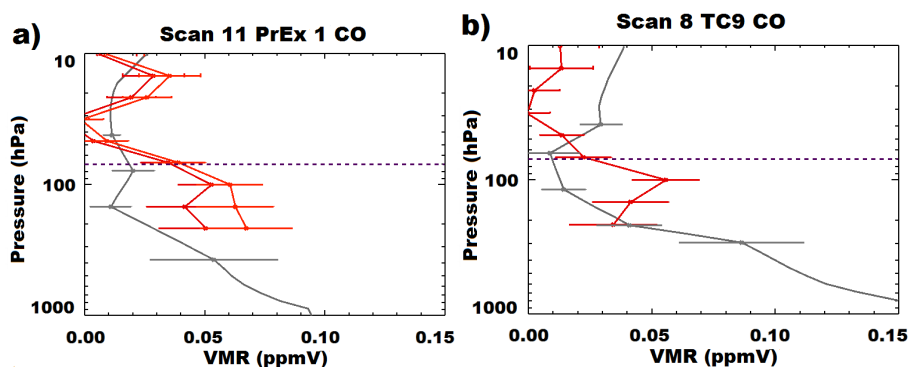 a)
Scan 11 PrEx 1 CO
10
100
1000
Pressure (hPa)
0.00 0.05 0.10 0.15
VMR (ppmV)
b)
Scan 8 TC9 CO
10
100
1000
Pressure (hPa)
0.00 0.05 0.10 0.15
VMR (ppmV)